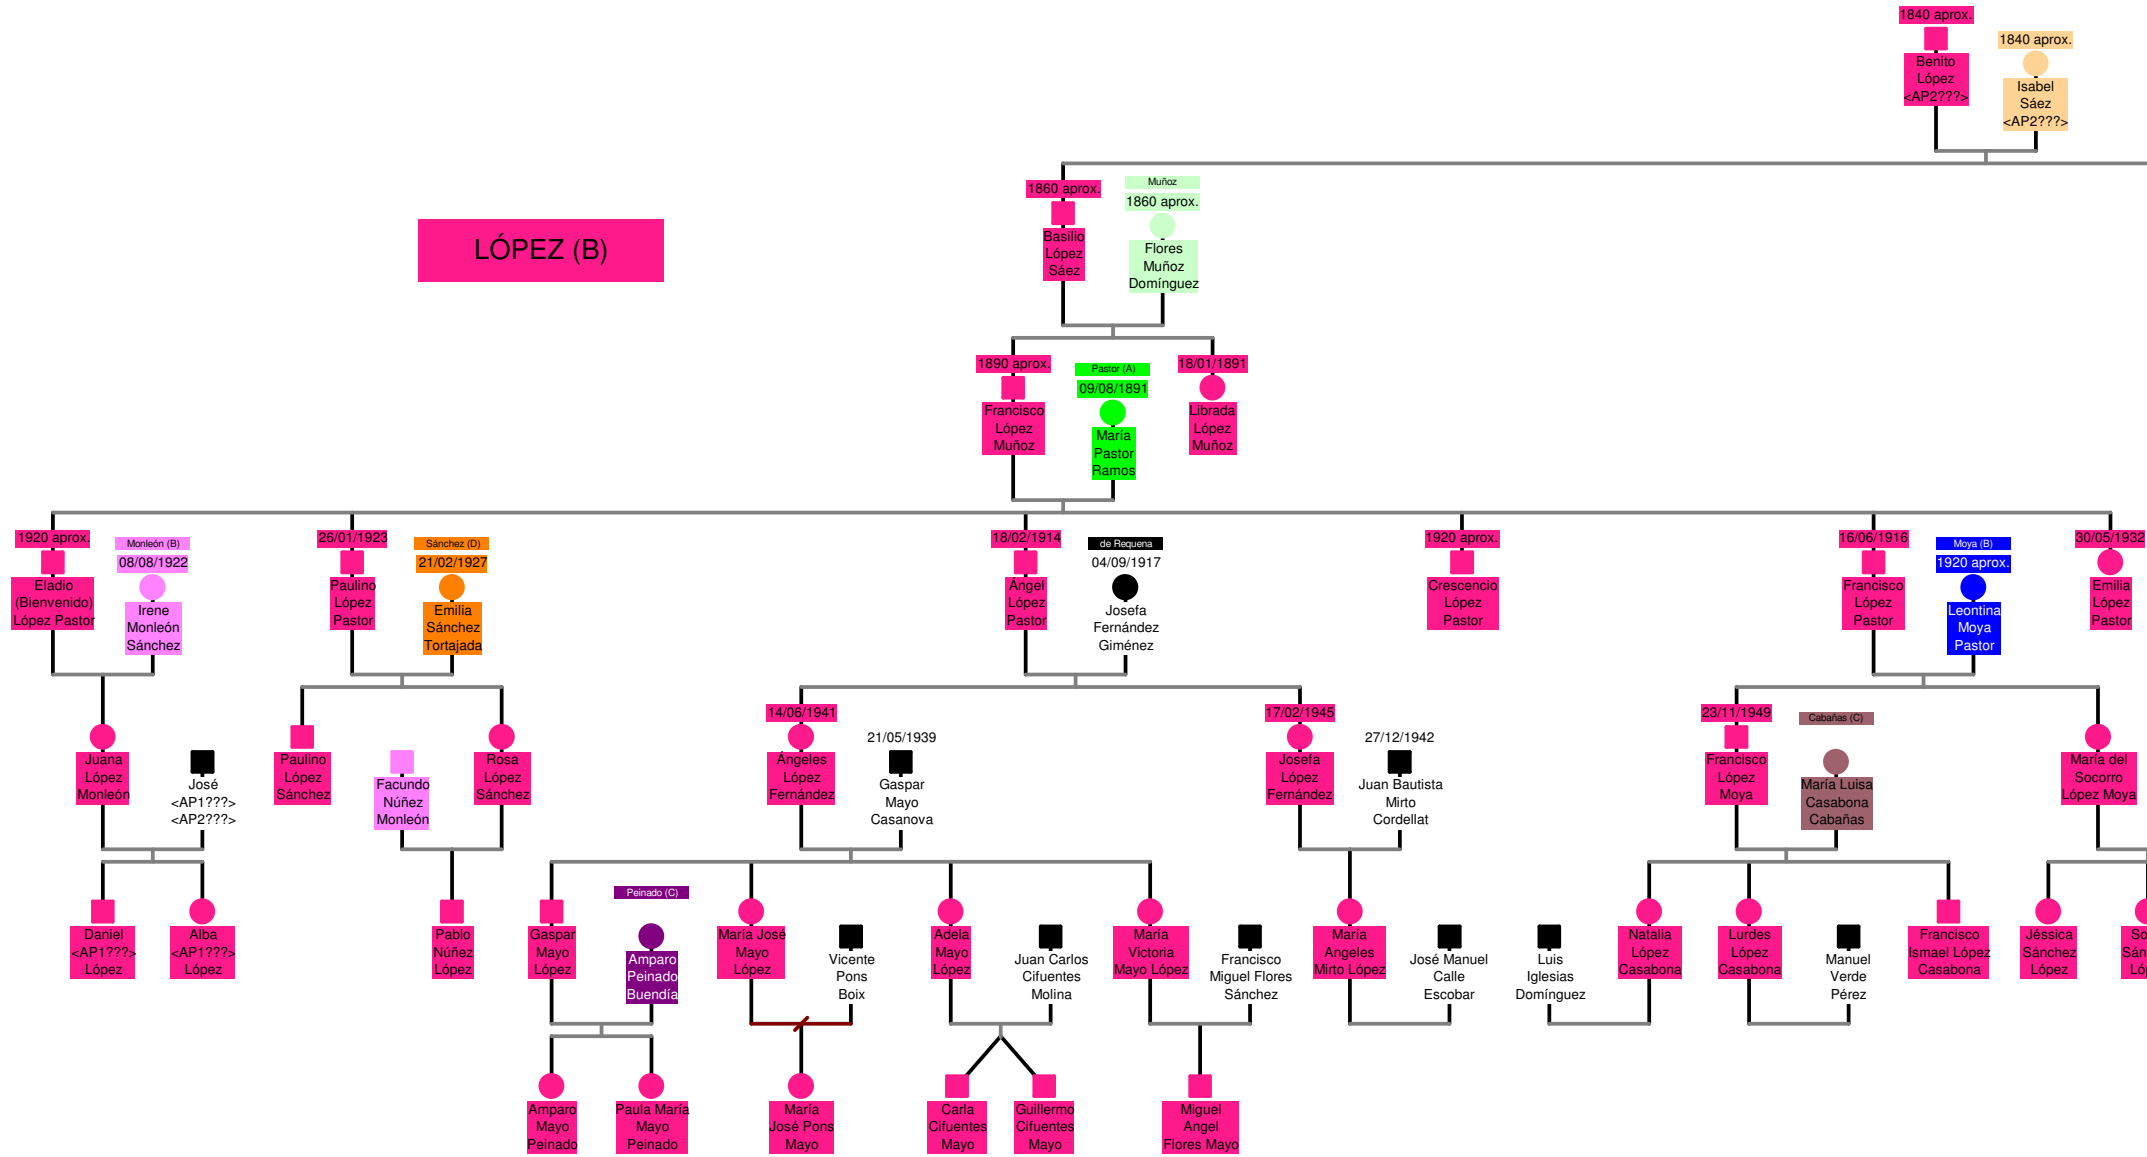 1840 aprox.
Benito
López
<AP2???>
1840 aprox.
Isabel
Sáez
<AP2???>
LÓPEZ (B)
1860 aprox.
Basilio
López
Sáez
Muñoz
1860 aprox.
Flores
Muñoz
Domínguez
1890 aprox.
Francisco
López
Muñoz
Pastor (A)
09/08/1891
María
Pastor
Ramos
18/01/1891
Librada
López
Muñoz
1920 aprox.
Eladio
(Bienvenido)
López Pastor
Monleón (B)
08/08/1922
Irene
Monleón
Sánchez
26/01/1923
Paulino
López
Pastor
Sánchez (D)
21/02/1927
Emilia
Sánchez
Tortajada
18/02/1914
Ángel
López
Pastor
de Requena
04/09/1917
Josefa
Fernández
Giménez
1920 aprox.
Crescencio
López
Pastor
16/06/1916
Francisco
López
Pastor
Moya (B)
1920 aprox.
Leontina
Moya
Pastor
30/05/1932
Emilia
López
Pastor
Juana
López
Monleón
José
<AP1???>
<AP2???>
Paulino
López
Sánchez
Facundo
Núñez
Monleón
Rosa
López
Sánchez
14/06/1941
Ángeles
López
Fernández
21/05/1939
Gaspar
Mayo
Casanova
17/02/1945
Josefa
López
Fernández
27/12/1942
Juan Bautista
Mirto
Cordellat
23/11/1949
Francisco
López
Moya
Cabañas (C)
María Luisa
Casabona
Cabañas
María del
Socorro
López Moya
Daniel
<AP1???>
López
Alba
<AP1???>
López
Pablo
Núñez
López
Gaspar
Mayo
López
Peinado (C)
Amparo
Peinado
Buendía
María José
Mayo
López
Vicente
Pons
Boix
Adela
Mayo
López
Juan Carlos
Cifuentes
Molina
María
Victoria
Mayo López
Francisco
Miguel Flores
Sánchez
María
Angeles
Mirto López
José Manuel
Calle
Escobar
Luis
Iglesias
Domínguez
Natalia
López
Casabona
Lurdes
López
Casabona
Manuel
Verde
Pérez
Francisco
Ismael López
Casabona
Jéssica
Sánchez
López
Amparo
Mayo
Peinado
Paula María
Mayo
Peinado
María
José Pons
Mayo
Carla
Cifuentes
Mayo
Guillermo
Cifuentes
Mayo
Miguel
Angel
Flores Mayo